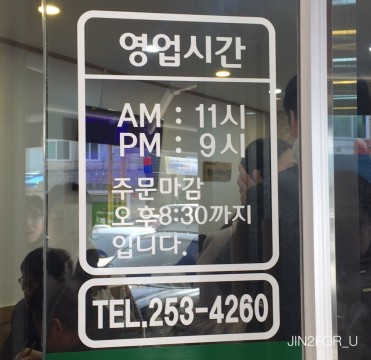 영업시간
AM : 11시
PM : 9시
주문마감
오후8:30까지
입니다.
TEL.253-4260
JIN2FOR_U